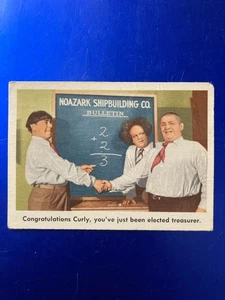 NOAZARK SHIPBUILDING CO.
BULLETIN
2
+2
3
Congratulations Curly, you've just been elected treasurer.